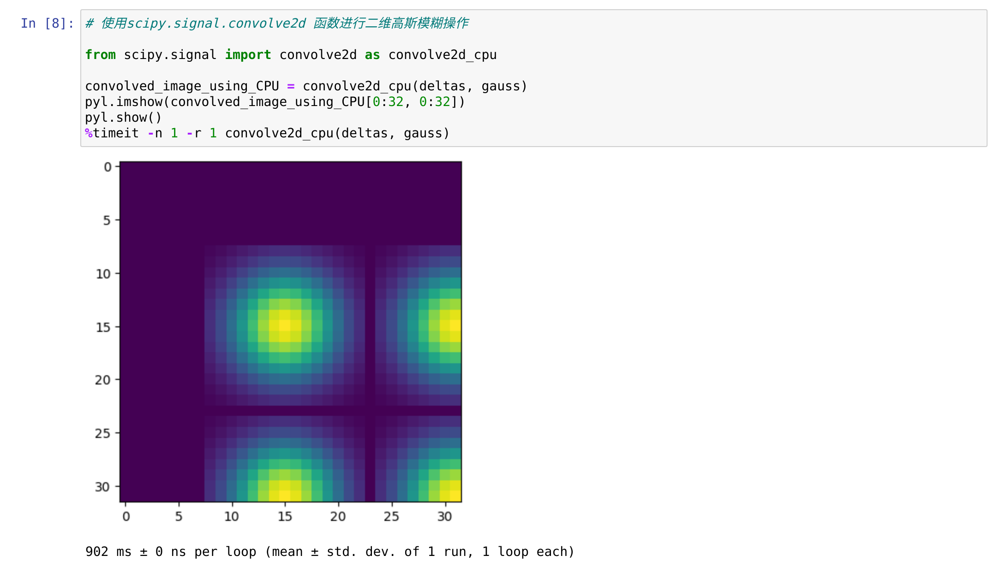 In [8]: # 使用scipy.signal.convolve2d 函数进行二维高斯模糊操作
from scipy.signal import convolve2d as convolve2d_cpu
convolved_image_using_CPU = convolve2d_cpu(deltas, gauss)
pyl.imshow(convolved_image_using_CPU[0:32, 0:32])
pyl.show()
%timeit -n 1 -r 1 convolve2d_cpu(deltas, gauss)
0
5
10
15
20
25
30
0 5 10 15 20 25 30
902 ms ± 0 ns per loop (mean ± std. dev. of 1 run, 1 loop each)